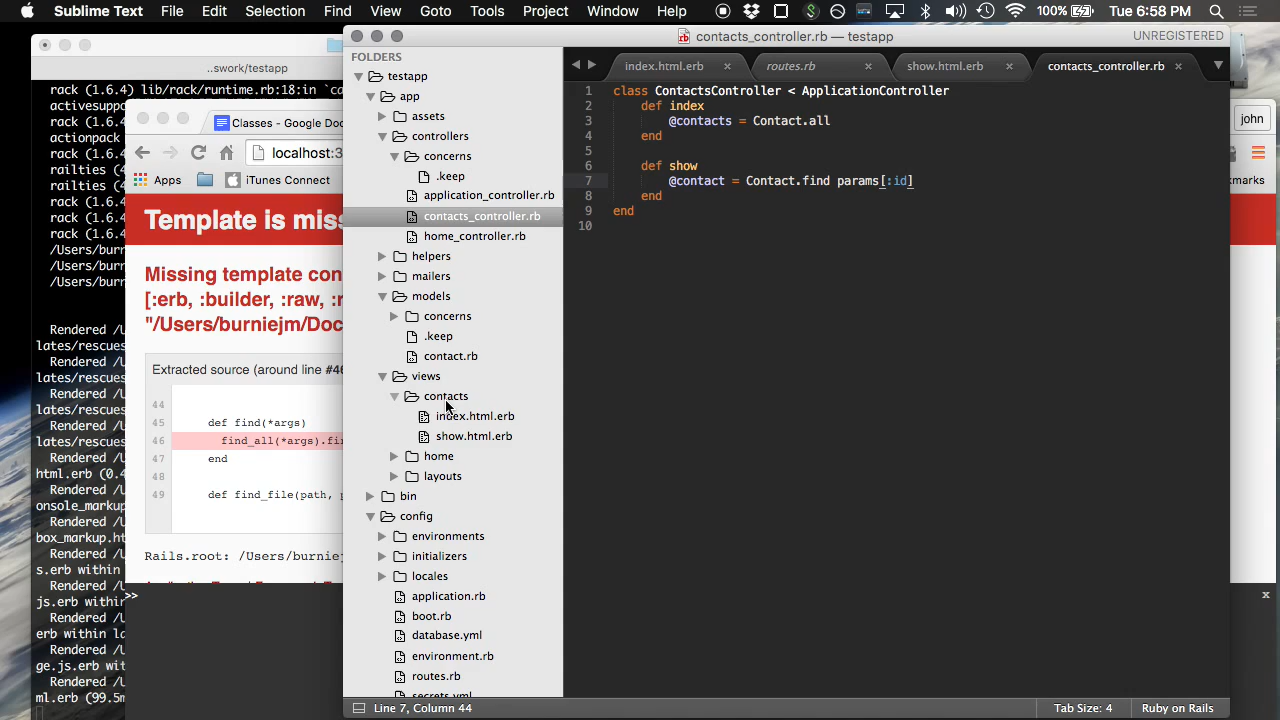 Sublime Text File Edit Selection Find View Goto Tools Project Window Help 100% Tue 6:58 PM
contacts_controller.rb — testapp UNREGISTERED
..swork/testapp
rack (1.6.4) lib/rack/runtime.rb:18:in `ca
activesuppo
rack (1.6.4)
rack (1.6.4)
actionpack
rack (1.6.4)
railties (
railties (
rack (1.6.4
rack (1.6.4
rack (1.6.4
/Users/burn
/Users/burn
/Users/burn
Rendered /U
lates/rescues
Rendered /U
lates/rescues
Rendered /U
lates/rescues
Rendered /U
lates/rescues
Rendered /U
html.erb (0.4
Rendered /U
onsole_markup
Rendered /U
box_markup.ht
Rendered /U
s.erb within
Rendered /U
js.erb within
Rendered /U
erb within la
Rendered /U
ge.js.erb wit
Rendered /U
ml.erb (99.5m
Classes - Google Doc
localhost:3
john
Apps iTunes Connect
kmarks
Template is miss
Missing template con
[:erb, :builder, :raw, :r
"/Users/burniejm/Doc
Extracted source (around line #46
44
45 def find(*args)
46 find_all(*args).fir
47 end
48
49 def find_file(path, p
Rails.root: /Users/burniej
>>
x
FOLDERS
testapp
app
assets
controllers
concerns
.keep
application_controller.rb
contacts_controller.rb
home_controller.rb
helpers
mailers
models
concerns
.keep
contact.rb
views
contacts
index.html.erb
show.html.erb
home
layouts
bin
config
environments
initializers
locales
application.rb
boot.rb
database.yml
environment.rb
routes.rb
secrets.yml
index.html.erb × routes.rb × show.html.erb × contacts_controller.rb ×
1 class ContactsController < ApplicationController
2 def index
3 @contacts = Contact.all
4 end
5
6 def show
7 @contact = Contact.find params[:id]
8 end
9 end
10
Line 7, Column 44 Tab Size: 4 Ruby on Rails